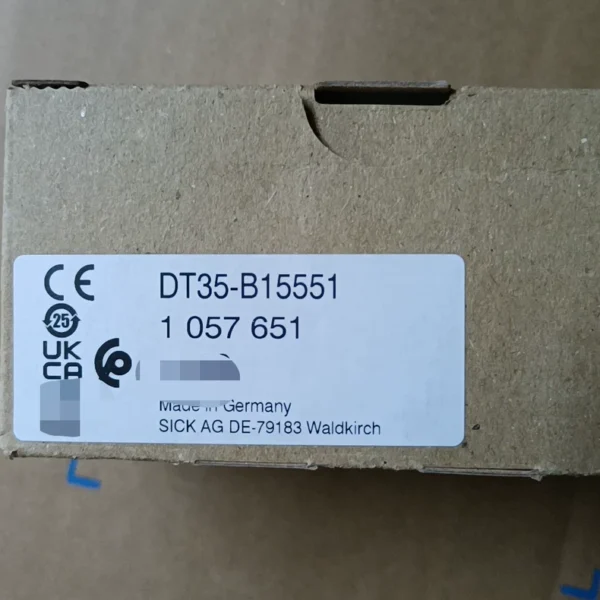 CE
DT35-B15551
25
1 057 651
UK
CA
Made in Germany
SICK AG DE-79183 Waldkirch